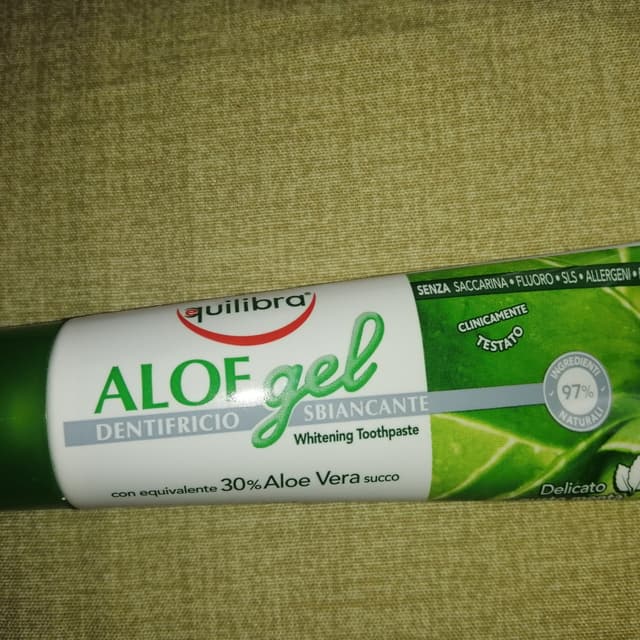 equilibra®
ALOE gel
DENTIFRICIO SBIANCANTE
Whitening Toothpaste
con equivalente 30% Aloe Vera succo
SENZA SACCARINA • FLUORO • SLS • ALLERGENI •
CLINICAMENTE
TESTATO
INGREDIENTI
97%
NATURALI
Delicato